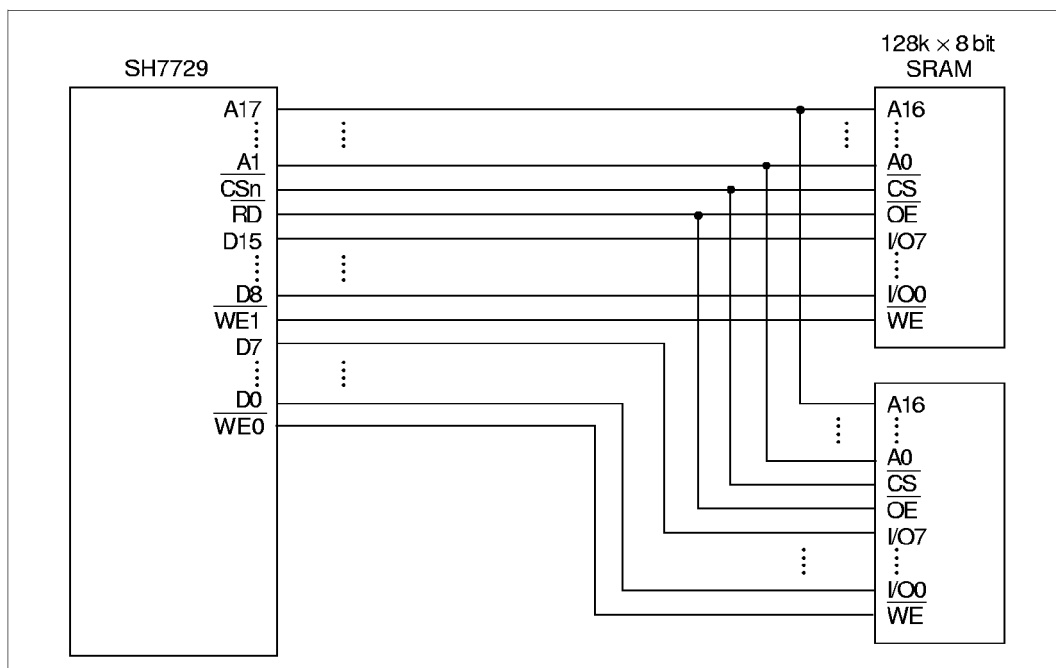 SH7729
A17
A1
CSn
RD
D15
D8
WE1
D7
D0
WE0
128k × 8 bit
SRAM
A16
A0
CS
OE
I/O7
I/O0
WE
A16
A0
CS
OE
I/O7
I/O0
WE